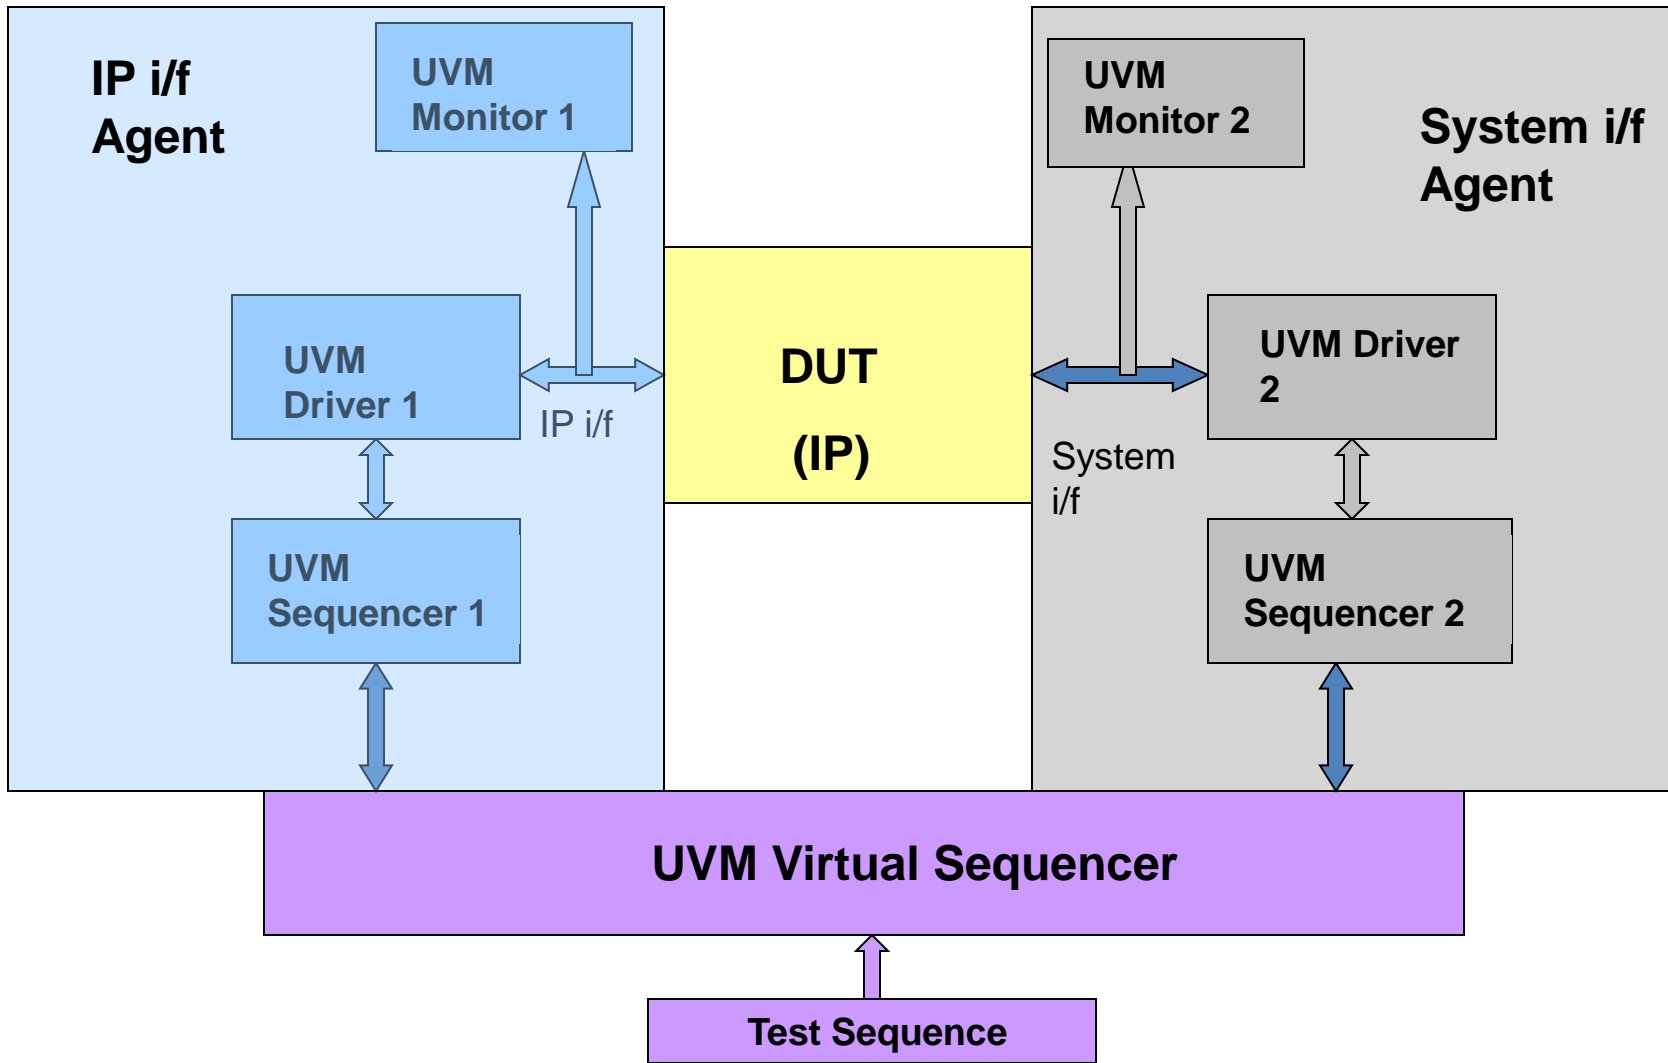 IP i/f
Agent
UVM
Monitor 1
UVM
Driver 1
IP i/f
UVM
Sequencer 1
DUT
(IP)
UVM
Monitor 2
System i/f
Agent
UVM Driver
2
System
i/f
UVM
Sequencer 2
UVM Virtual Sequencer
Test Sequence